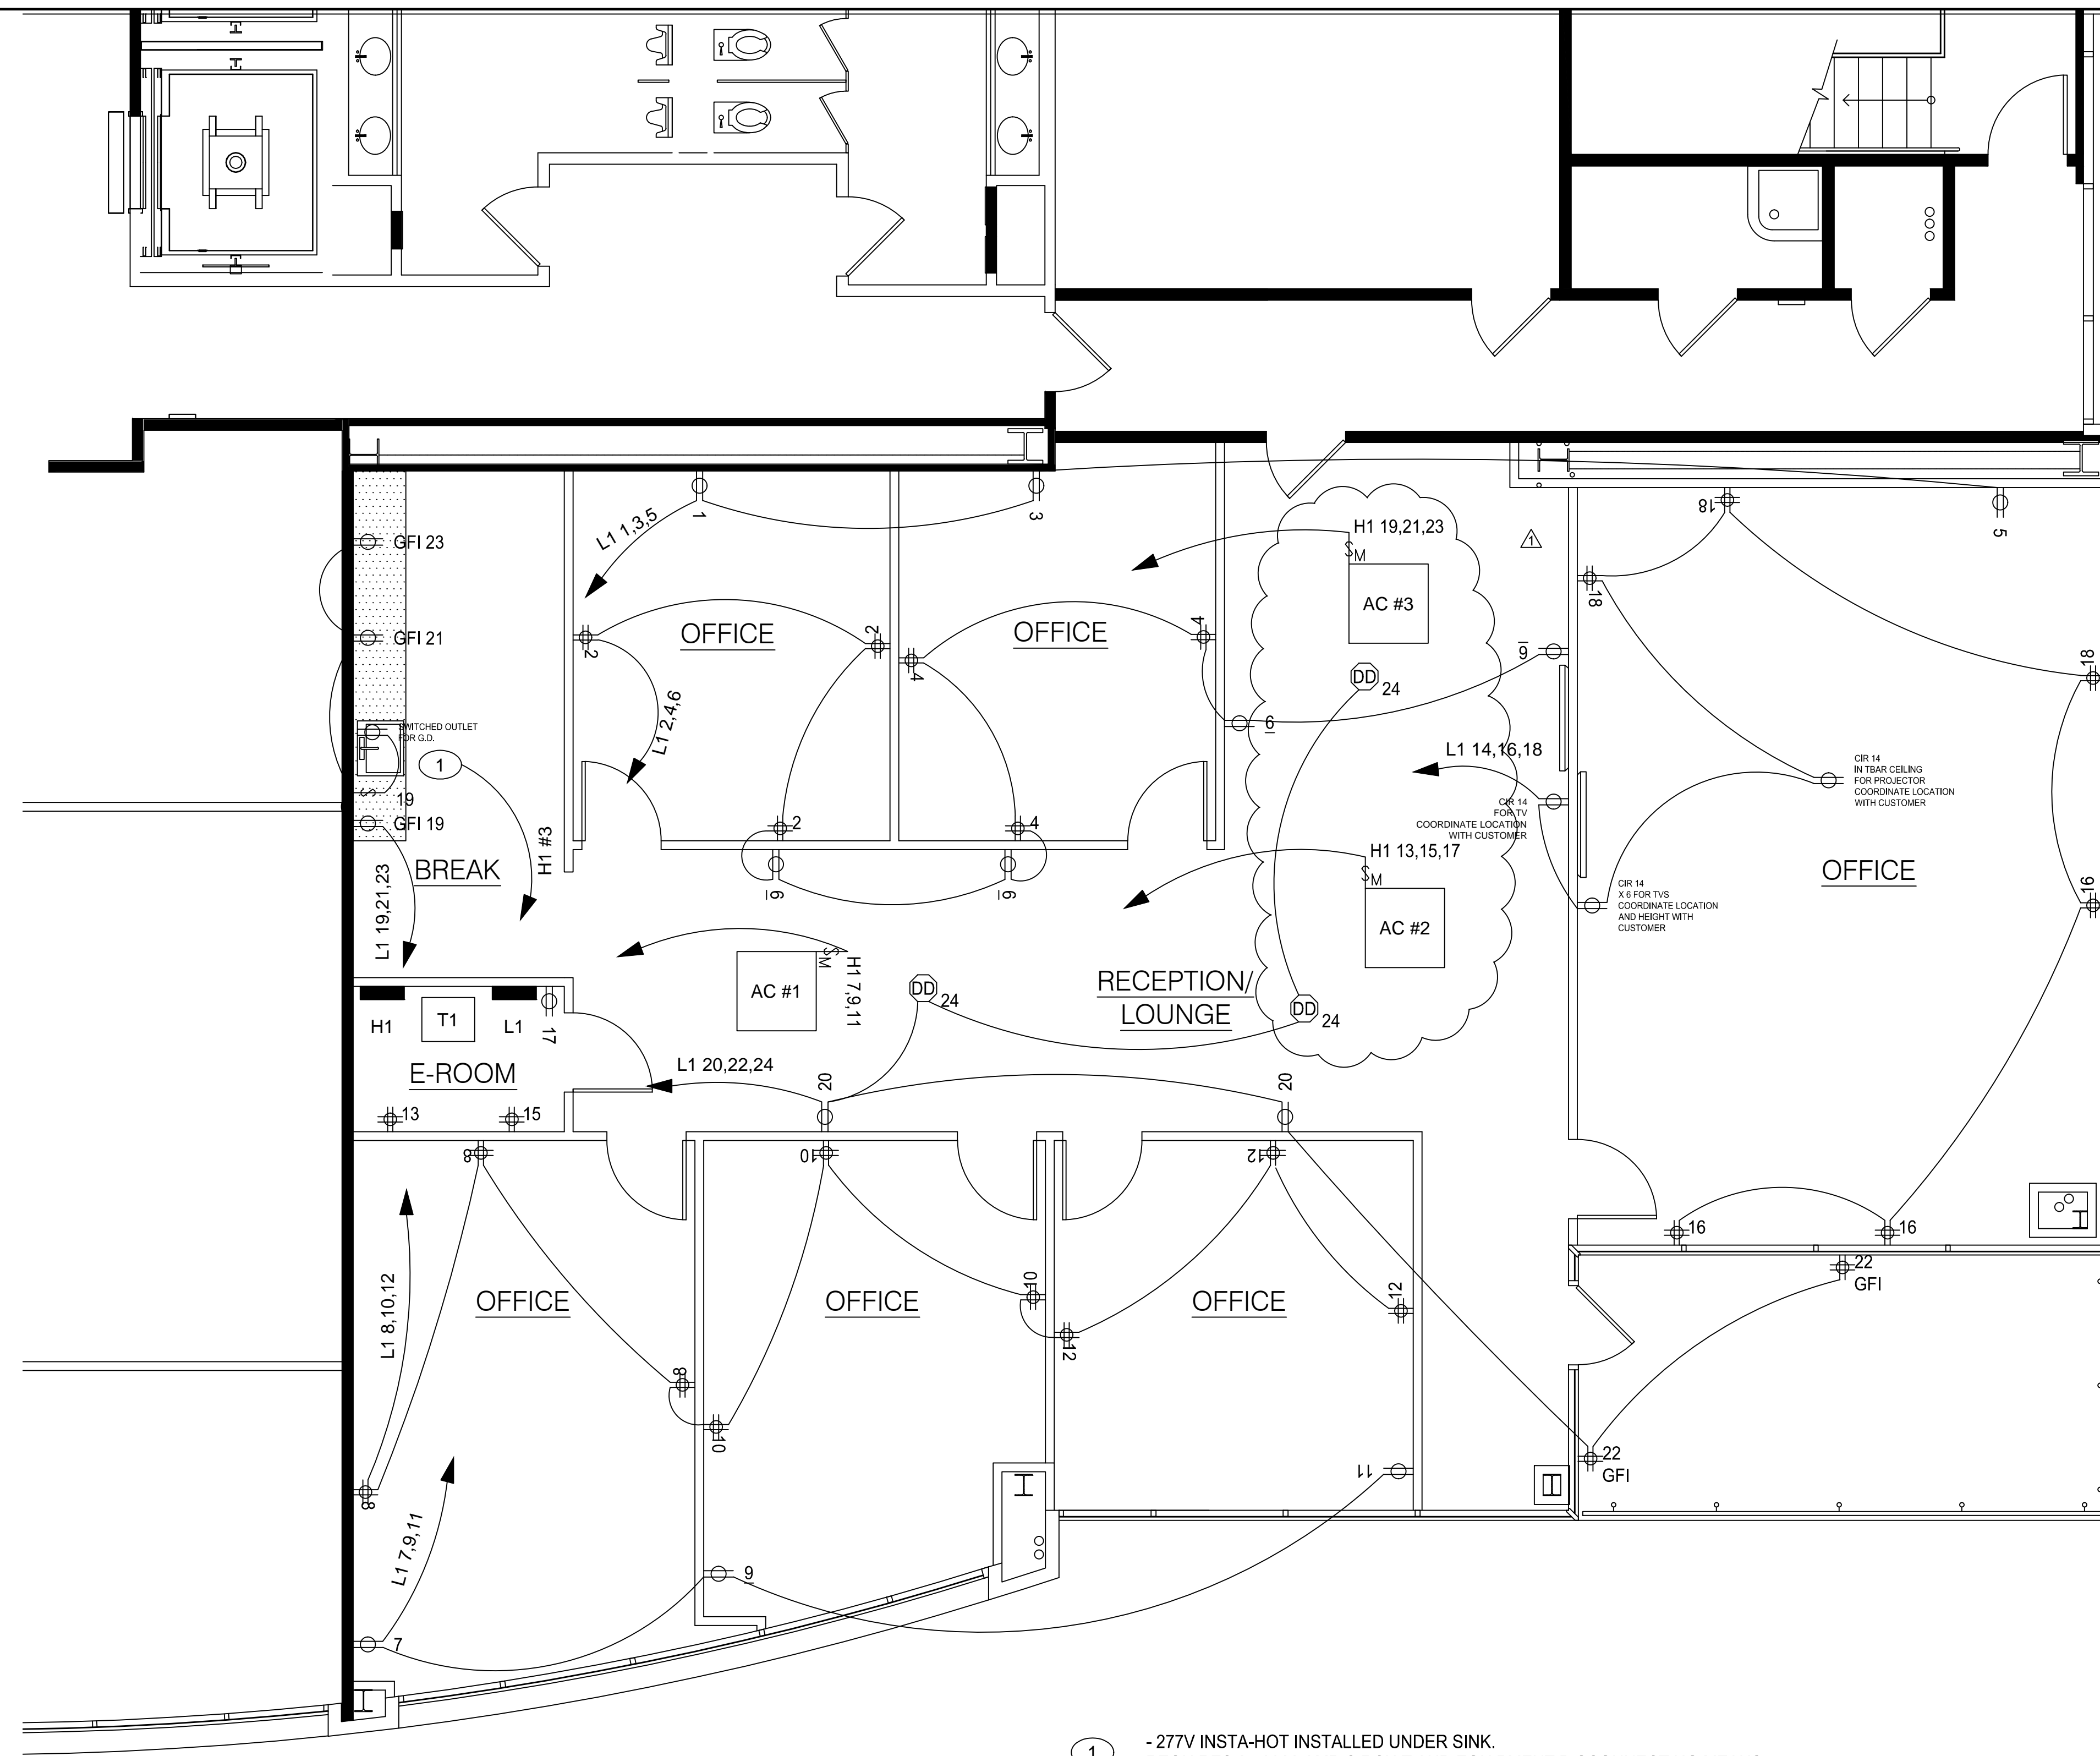 1
3
L1 1,3,5
H1 19,21,23
M
1
AC #3
18
5
18
GFI 23
GFI 21
2
OFFICE
2
4
OFFICE
4
9
18
DD
24
6
L1 2,4,6
L1 14,16,18
SWITCHED OUTLET
FOR G.D.
1
19
GFI 19
H1 #3
2
4
CIR 14
FOR TV
COORDINATE LOCATION
WITH CUSTOMER
CIR 14
IN TBAR CEILING
FOR PROJECTOR
COORDINATE LOCATION
WITH CUSTOMER
BREAK
L1 19,21,23
6
6
H1 13,15,17
M
AC #2
CIR 14
X 6 FOR TVS
COORDINATE LOCATION
AND HEIGHT WITH
CUSTOMER
OFFICE
16
AC #1
M
H1 7,9,11
DD
24
RECEPTION/
LOUNGE
DD
24
H1
T1
L1
17
E-ROOM
L1 20,22,24
20
20
13
15
8
10
12
16
16
22
GFI
L1 8,10,12
OFFICE
OFFICE
OFFICE
10
12
12
8
10
8
11
22
GFI
L1 7,9,11
9
7
1
- 277V INSTA-HOT INSTALLED UNDER SINK.